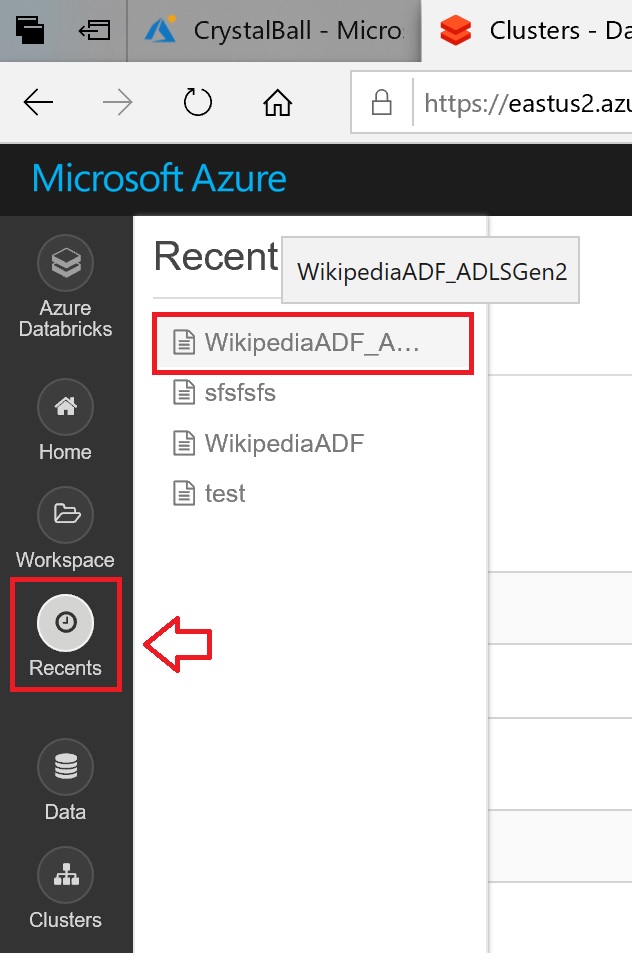 CrystalBall - Micro
Clusters - Da
https://eastus2.azu
Microsoft Azure
Azure
Databricks
Home
Workspace
Recents
Data
Clusters
Recent
WikipediaADF_ADLSGen2
WikipediaADF_A...
sfsfsfs
WikipediaADF
test